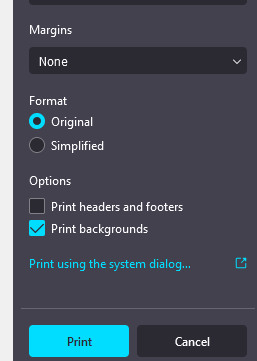 Margins
None
Format
Original
Simplified
Options
Print headers and footers
Print backgrounds
Print using the system dialog...
Print
Cancel